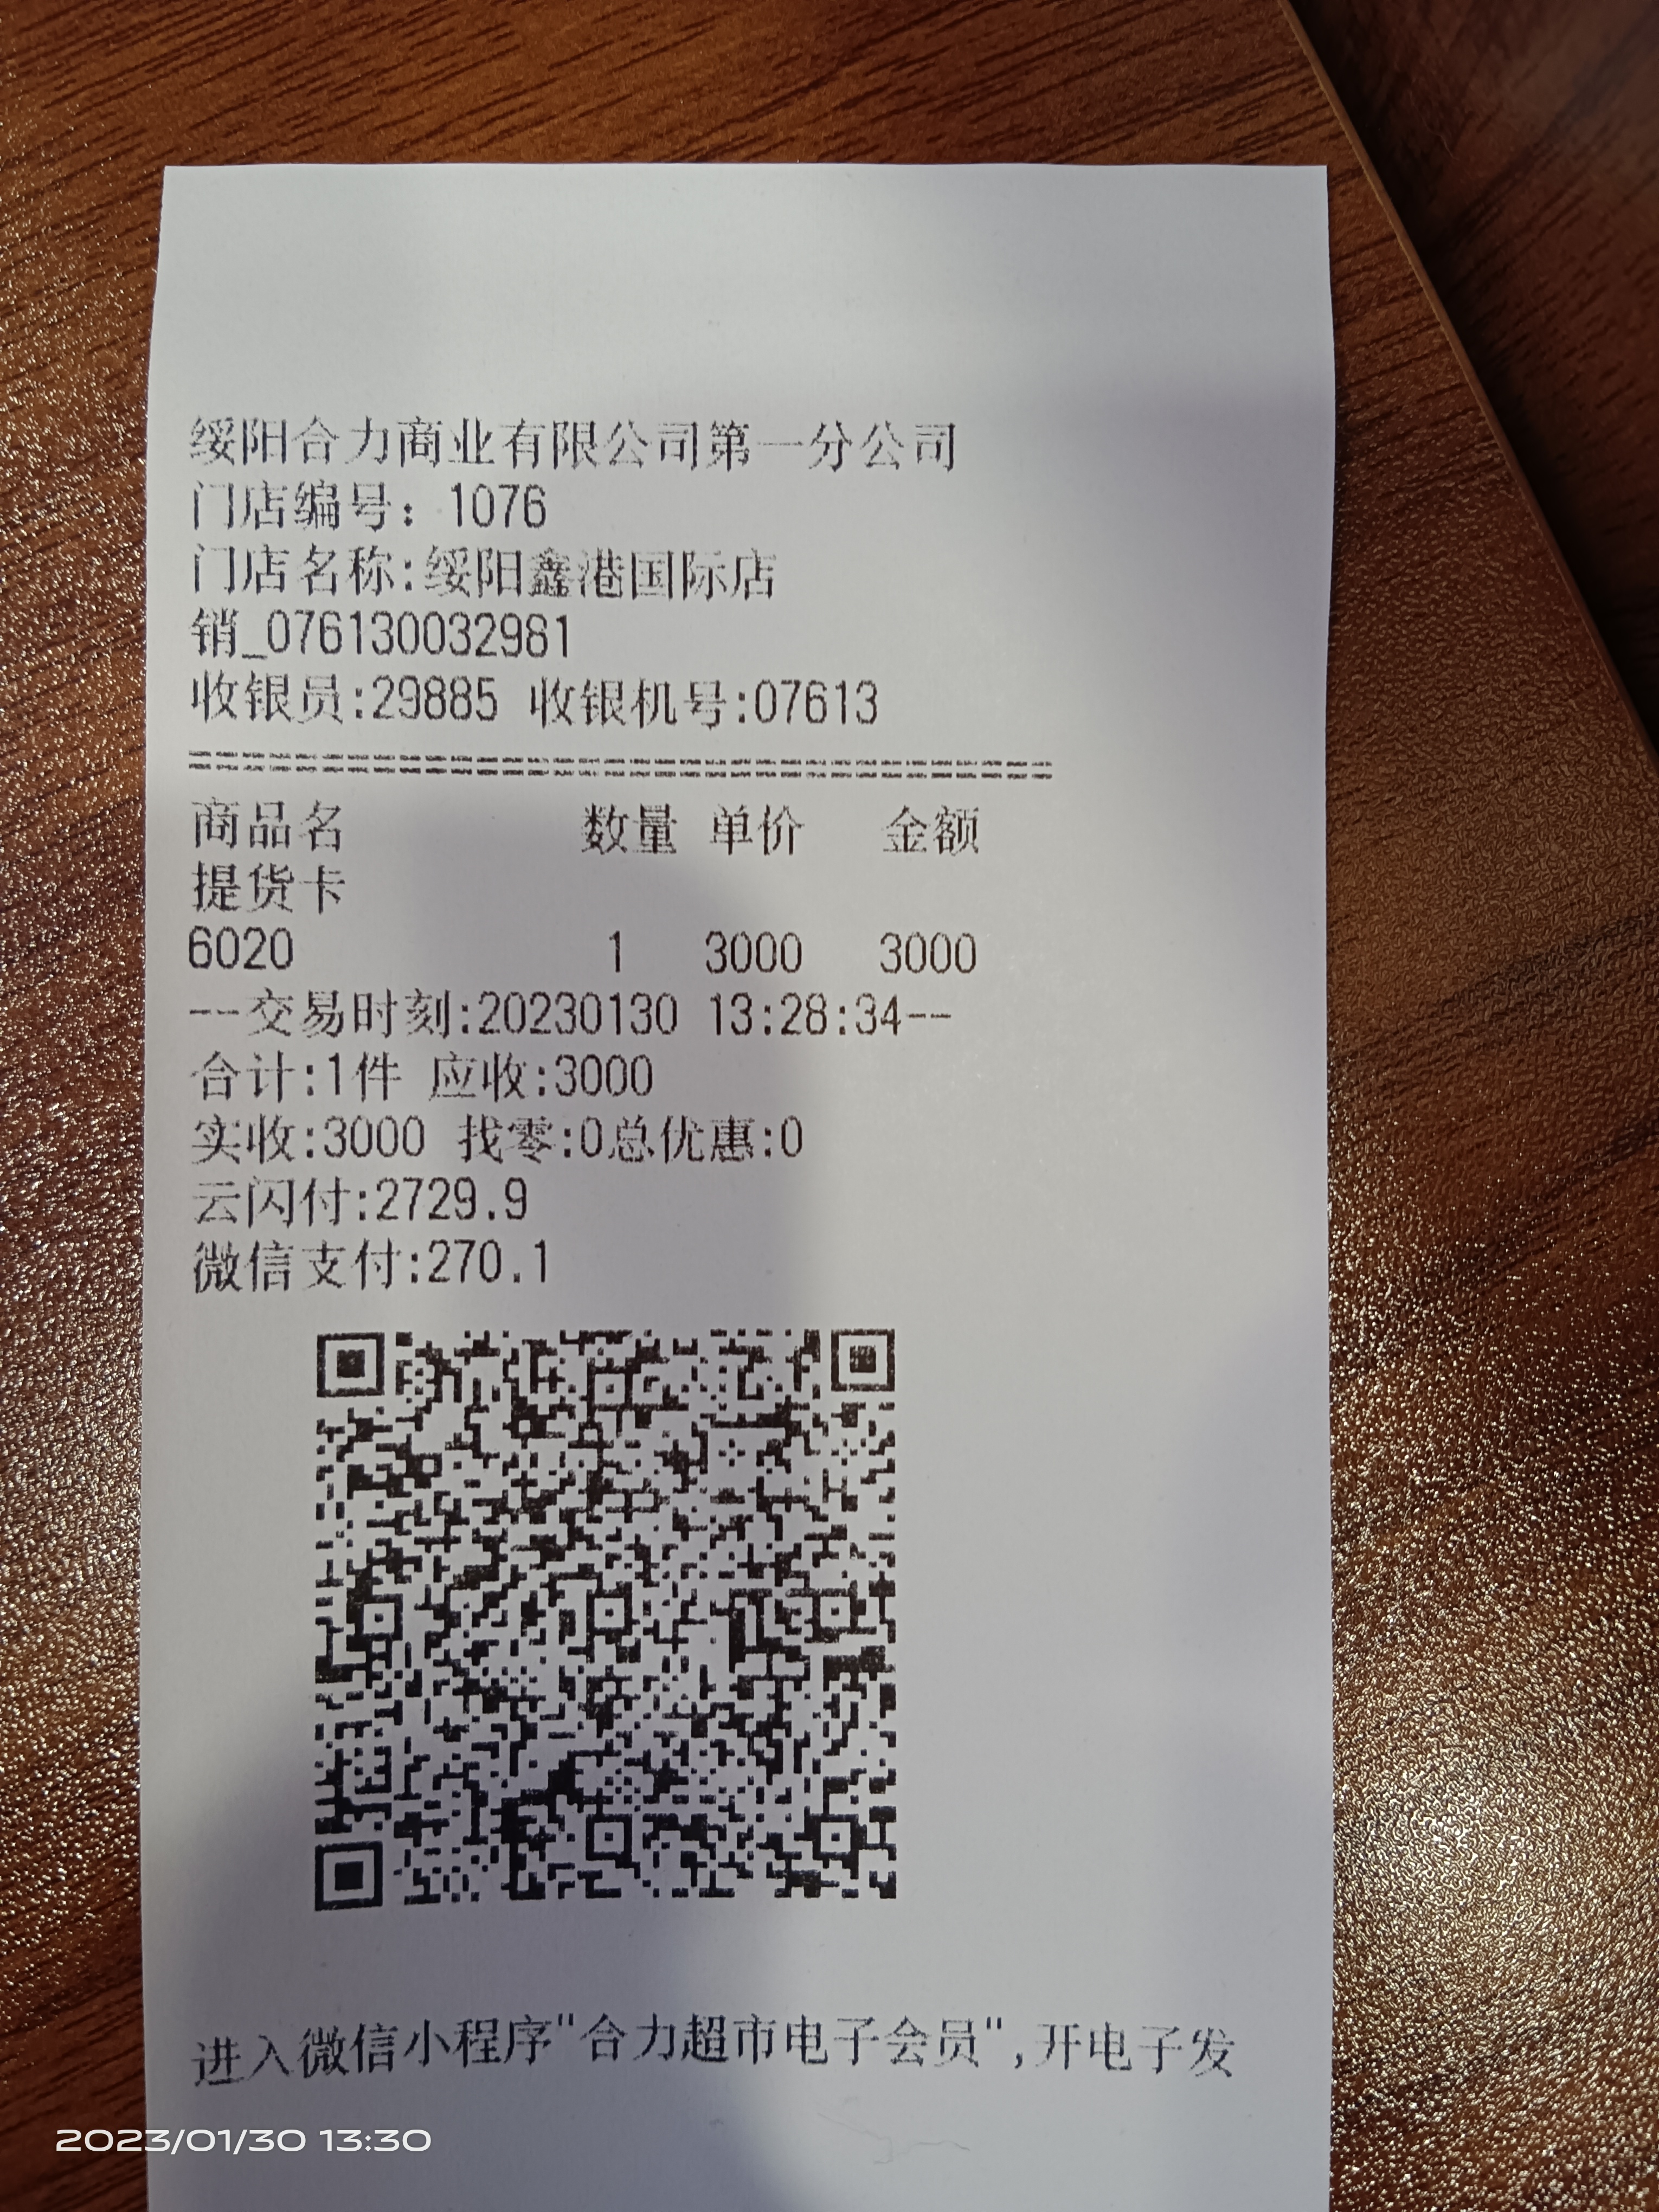 绥阳合力商业有限公司第一分公司
门店编号：1076
门店名称:绥阳鑫港国际店
销_076130032981
收银员:29885 收银机号:07613
商品名 数量 单价 金额
提货卡
6020 1 3000 3000
--交易时刻:20230130 13:28:34--
合计:1件 应收:3000
实收:3000 找零:0总优惠:0
云闪付:2729.9
微信支付:270.1
进入微信小程序"合力超市电子会员",开电子发
2023/01/30 13:30